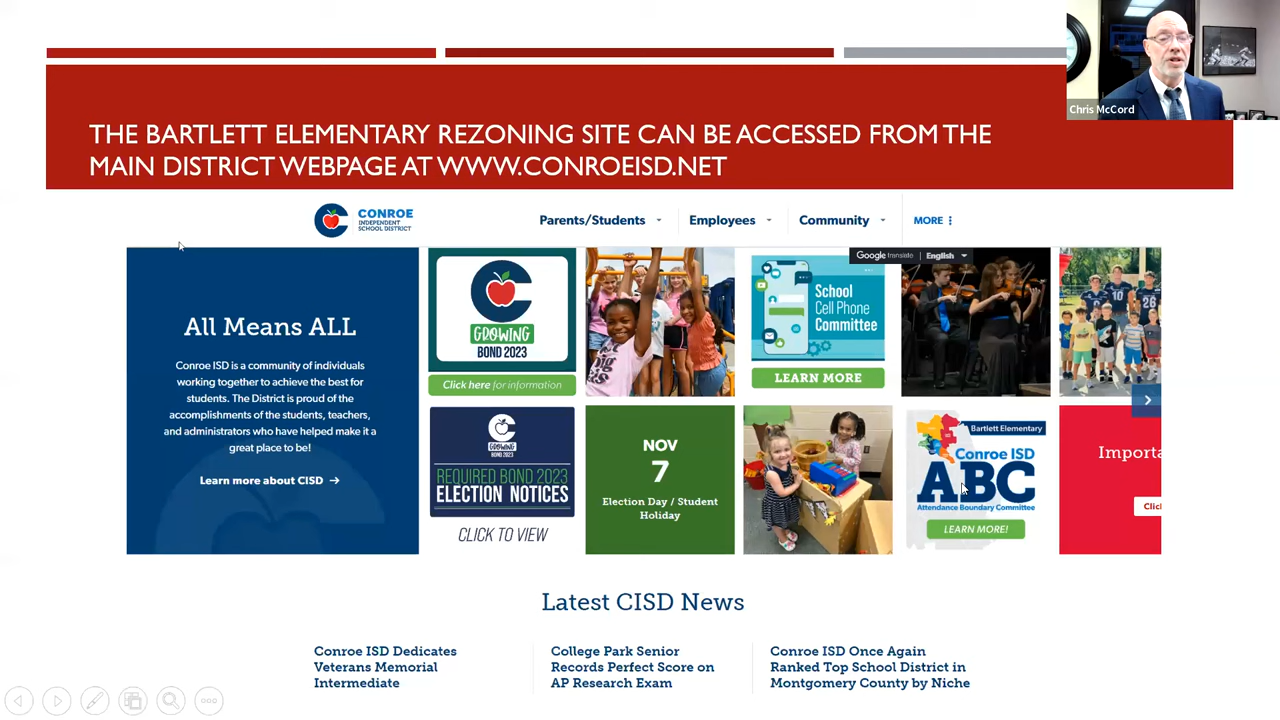 Chris McCord
THE BARTLETT ELEMENTARY REZONING SITE CAN BE ACCESSED FROM THE
MAIN DISTRICT WEBPAGE AT WWW.CONROEISD.NET
CONROE
INDEPENDENT
SCHOOL DISTRICT
Parents/Students
Employees
Community
MORE
Google translate
English
All Means ALL
Conroe ISD is a community of individuals
working together to achieve the best for
students. The District is proud of the
accomplishments of the students, teachers,
and administrators who have helped make it a
great place to be!
Learn more about CISD
GROWING
BOND 2023
Click here for information
School
Cell Phone
Committee
LEARN MORE
10
26
GROWING
BOND 2023
REQUIRED BOND 2023
ELECTION NOTICES
CLICK TO VIEW
NOV
7
Election Day / Student
Holiday
Bartlett Elementary
Conroe ISD
ABC
Attendance Boundary Committee
LEARN MORE!
Importa
Clic
Latest CISD News
Conroe ISD Dedicates
Veterans Memorial
Intermediate
College Park Senior
Records Perfect Score on
AP Research Exam
Conroe ISD Once Again
Ranked Top School District in
Montgomery County by Niche